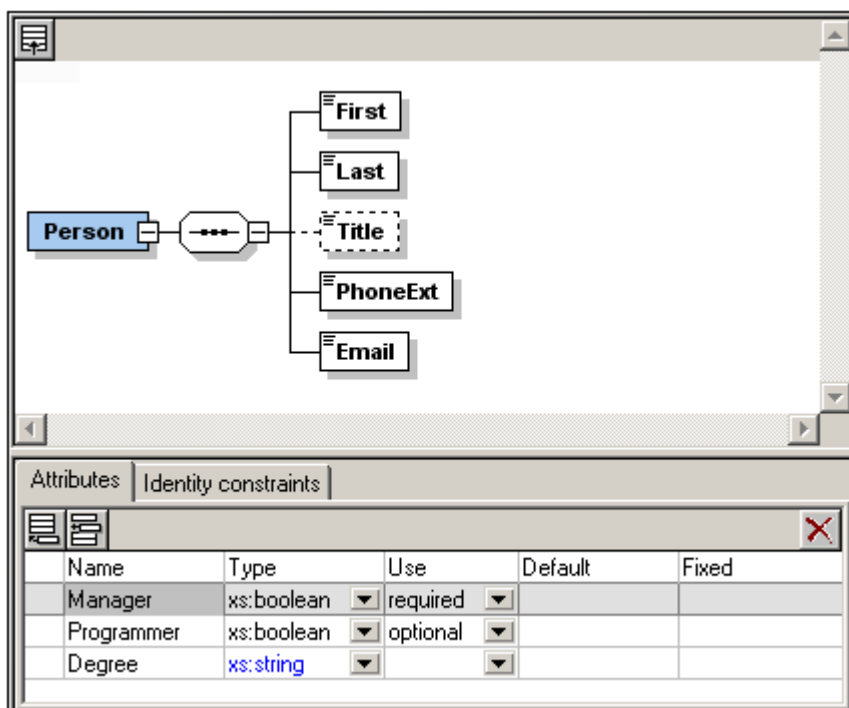 First
Last
Person
Title
PhoneExt
Email
Attributes Identity constraints
Name Type Use Default Fixed
Manager xs:boolean required
Programmer xs:boolean optional
Degree xs:string